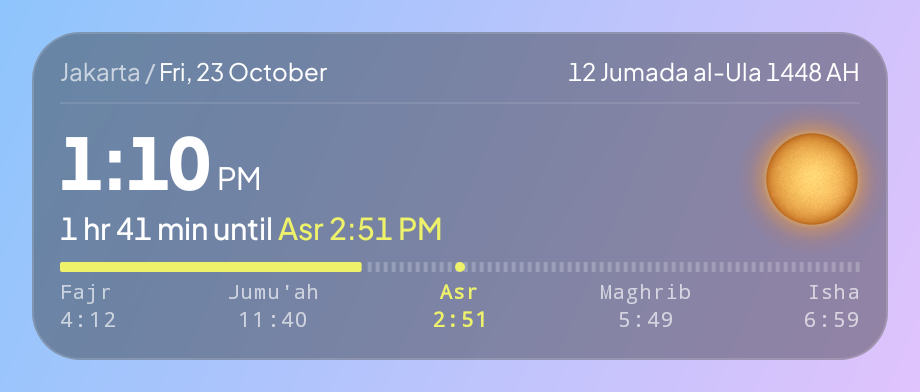 Jakarta / Fri, 23 October
12 Jumada al-Ula 1448 AH
1:10 PM
1 hr 41 min until Asr 2:51 PM
Fajr Jumu'ah Asr Maghrib Isha
4:12 11:40 2:51 5:49 6:59